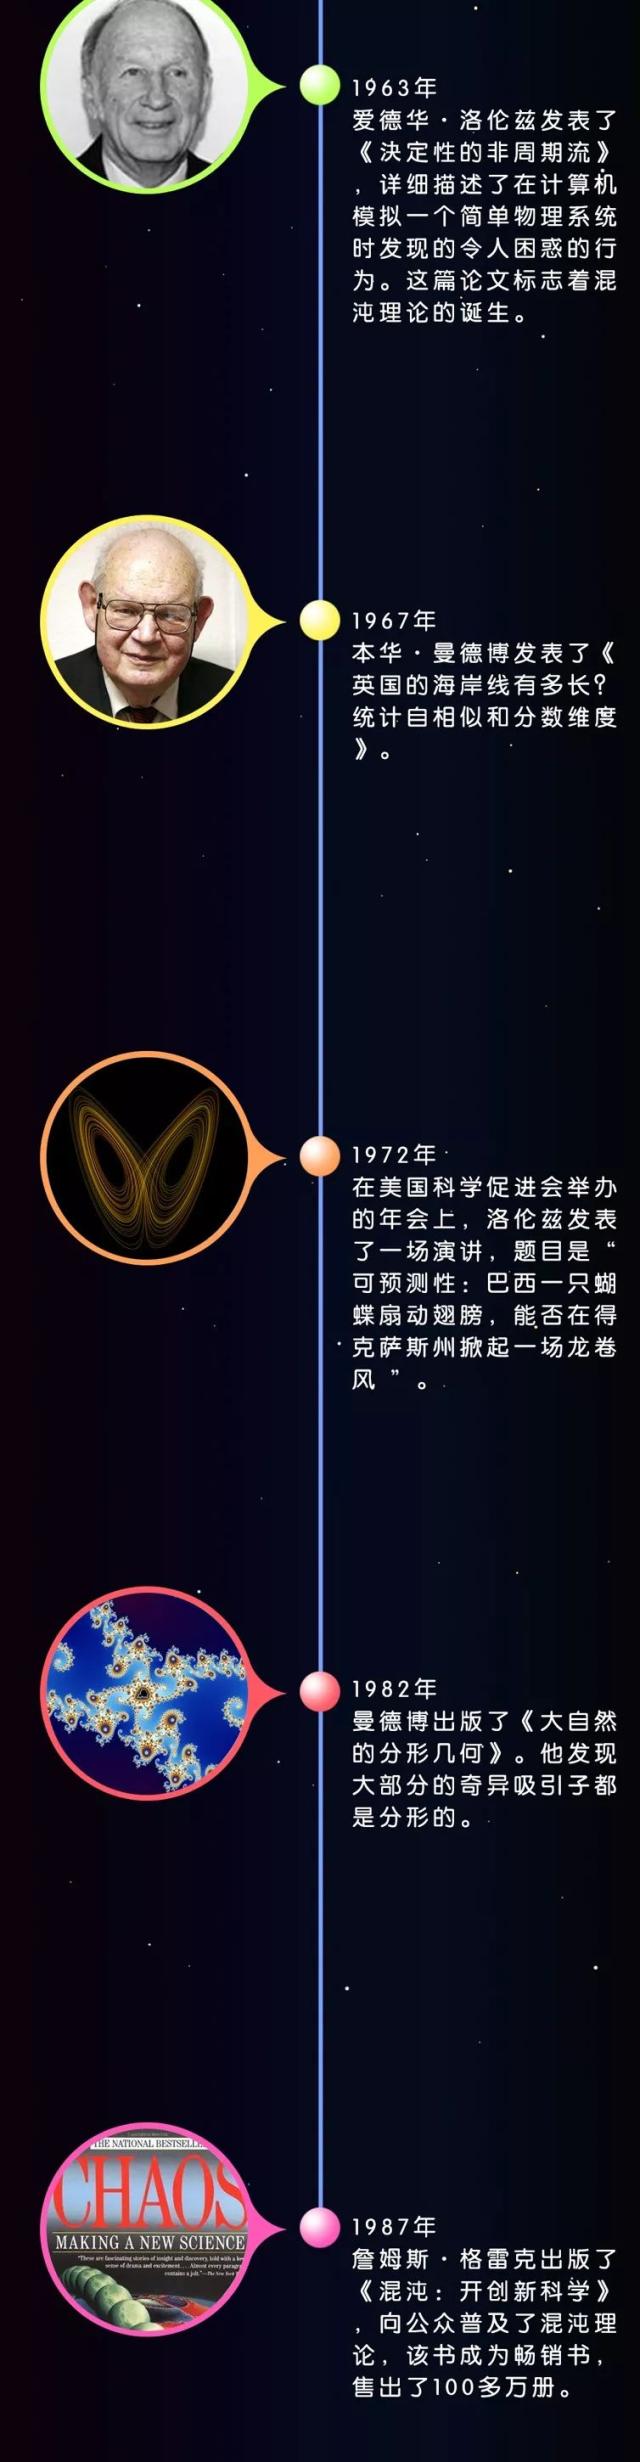 1963年
爱德华·洛伦兹发表了
《决定性的非周期流》
，详细描述了在计算机
模拟一个简单物理系统
时发现的令人困惑的行
为。这篇论文标志着混
沌理论的诞生。
1967年
本华·曼德博发表了《
英国的海岸线有多长？
统计自相似和分数维度
》。
1972年
在美国科学促进会举办
的年会上，洛伦兹发表
了一场演讲，题目是“
可预测性：巴西一只蝴
蝶扇动翅膀，能否在得
克萨斯州掀起一场龙卷
风”。
1982年
曼德博出版了《大自然
的分形几何》。他发现
大部分的奇异吸引子都
是分形的。
THE NATIONAL BESTSELLE
CHAOS
MAKING A NEW SCIENCE
"These are fascinating stories of insight and discovery, told with a ke
sense of drama and excitement.... Almost every paragra
contains a jolt."—The New York
1987年
詹姆斯·格雷克出版了
《混沌：开创新科学》
，向公众普及了混沌理
论，该书成为畅销书，
售出了100多万册。